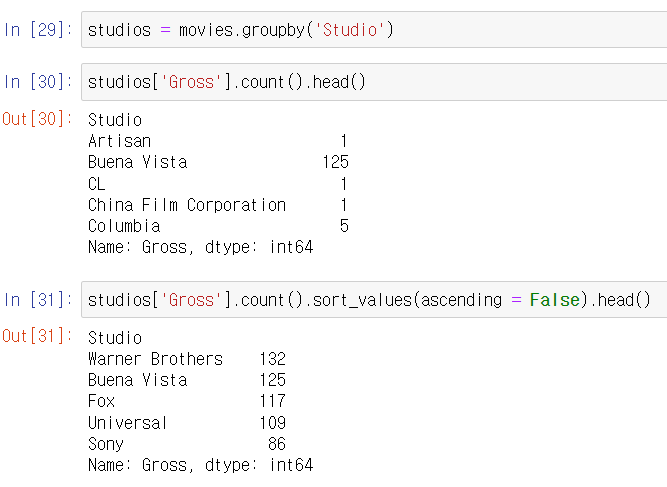 In [29]: studios = movies.groupby('Studio')
In [30]: studios['Gross'].count().head()
Out[30]: Studio
Artisan 1
Buena Vista 125
CL 1
China Film Corporation 1
Columbia 5
Name: Gross, dtype: int64
In [31]: studios['Gross'].count().sort_values(ascending = False).head()
Out[31]: Studio
Warner Brothers 132
Buena Vista 125
Fox 117
Universal 109
Sony 86
Name: Gross, dtype: int64